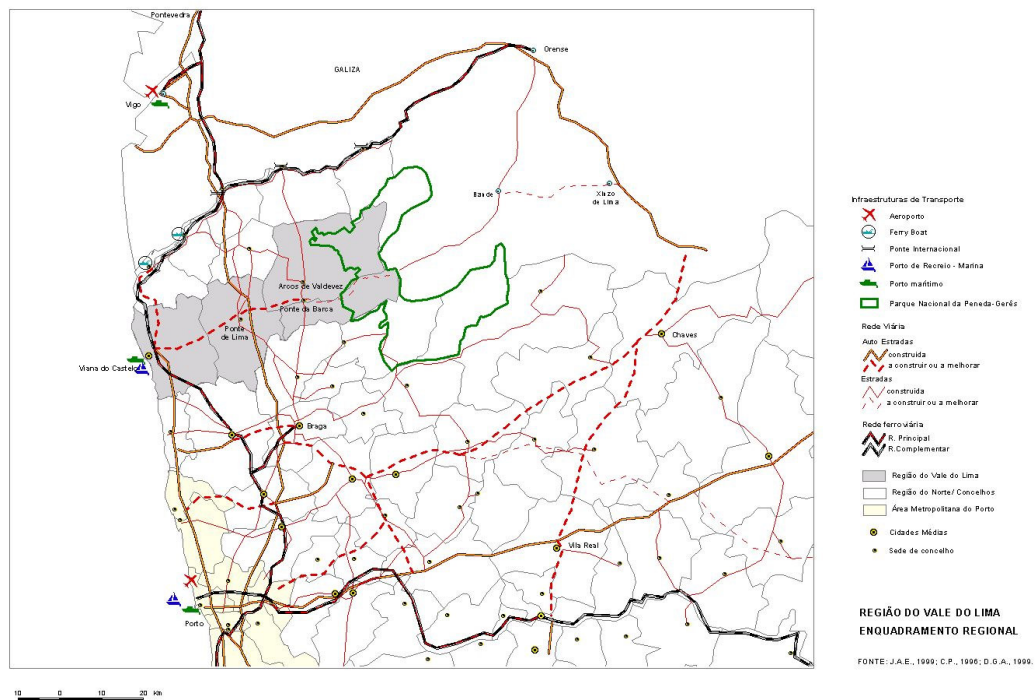 Pontevedra
Orense
GALIZA
Vigo
Bande
Xinzo
de Lima
Arcos de Valdevez
Ponte da Barca
Ponte
de Lima
Chaves
Viana do Castelo
Braga
Vila Real
Porto
10 0 10 20 Km
Infraestruturas de Transporte
Aeroporto
Ferry Boat
Ponte Internacional
Porto de Recreio - Marina
Porto marítimo
Parque Nacional da Peneda-Gerês
Rede Viária
Auto Estradas
construída
a construir ou a melhorar
Estradas
construída
a construir ou a melhorar
Rede ferroviária
R. Principal
R.Complementar
Região do Vale do Lima
Região do Norte/ Concelhos
Área Metropolitana do Porto
Cidades Médias
Sede de concelho
REGIÃO DO VALE DO LIMA
ENQUADRAMENTO REGIONAL
FONTE: J.A.E., 1999; C.P., 1996; D.G.A., 1999.